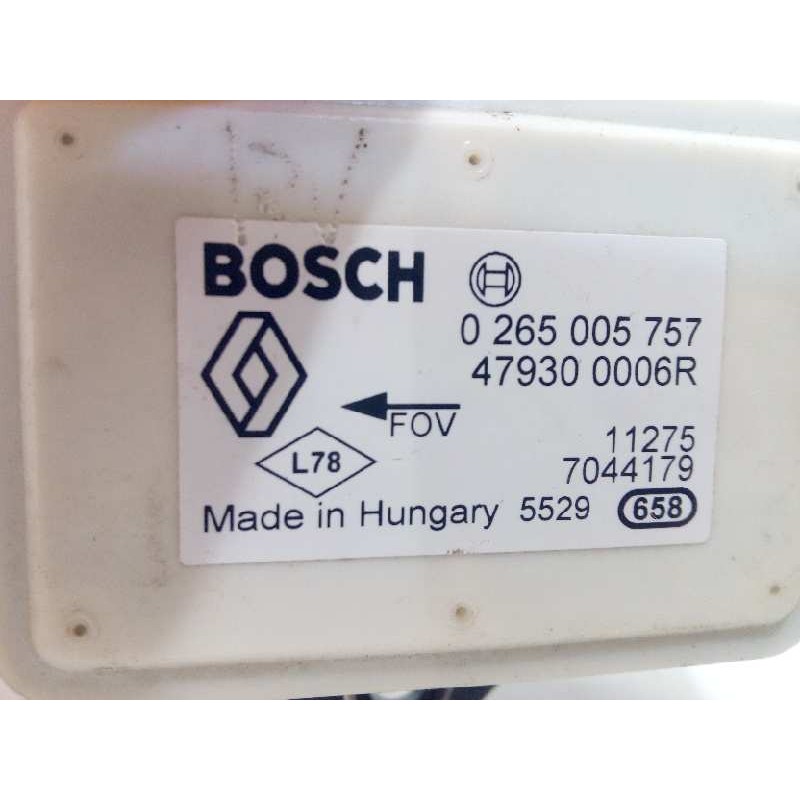 BOSCH
0 265 005 757
47930 0006R
FOV
11275
L78
7044179
Made in Hungary 5529 658